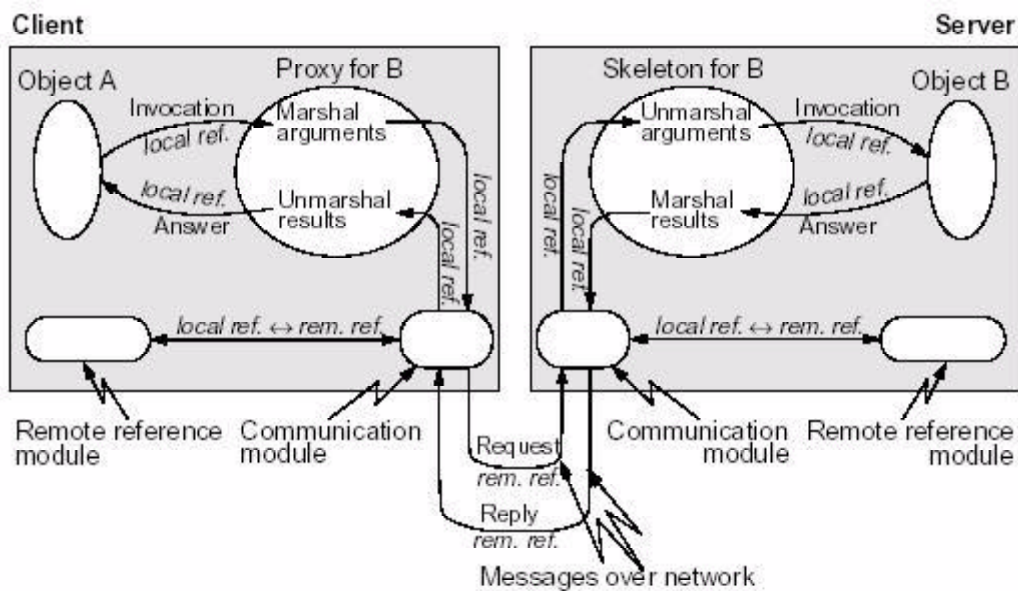 Client
Server
Object A
Proxy for B
Skeleton for B
Object B
Invocation
local ref.
Marshal
arguments
local ref.
Answer
Unmarshal
results
local ref.
local ref.
Unmarshal
arguments
Invocation
local ref.
Marshal
results
local ref.
Answer
local ref.
local ref.
local ref. ↔ rem. ref.
local ref. ↔ rem. ref.
Remote reference
module
Communication
module
Request
rem. ref.
Reply
rem. ref.
Communication
module
Remote reference
module
Messages over network